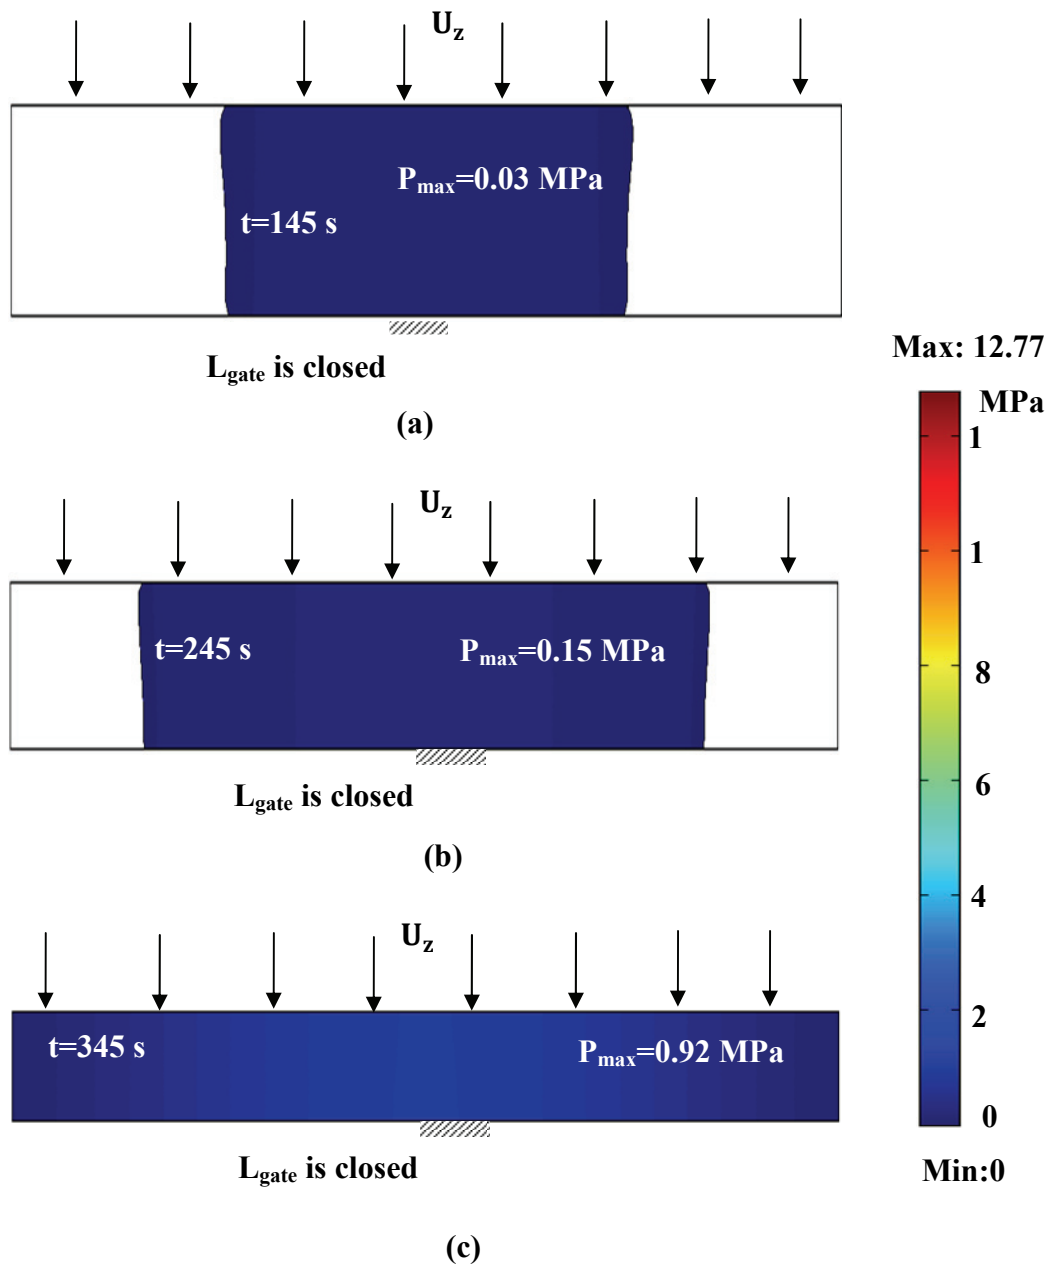 Uz
Pmax=0.03 MPa
t=145 s
Lgate is closed
(a)
Max: 12.77
MPa
1
1
8
6
4
2
0
Min:0
Uz
t=245 s
Pmax=0.15 MPa
Lgate is closed
(b)
Uz
t=345 s
Pmax=0.92 MPa
Lgate is closed
(c)